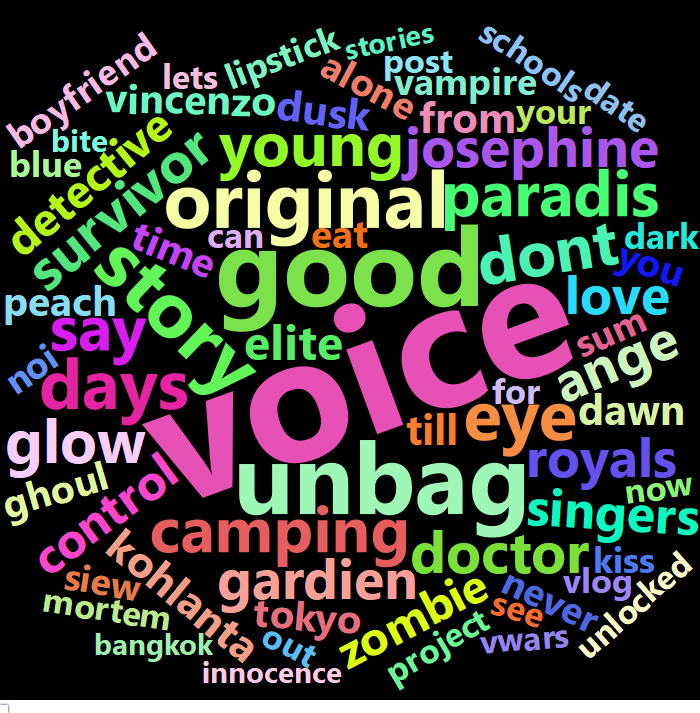 schools
lipstick
stories
boyfriend
lets
alone
post
date
vincenzo
vampire
dusk
from
your
bite
detective
young
josephine
blue
survivor
original
paradis
time
can
eat
dont
dark
you
good
story
peach
love
say
voice
elite
sum
noi
ange
days
for
dawn
till
eye
glow
unbag
royals
ghoul
control
now
singers
camping
doctor
kiss
siew
kohlanta
gardien
zombie
never
vlog
unlocked
mortem
tokyo
see
project
vwars
bangkok
out
innocence